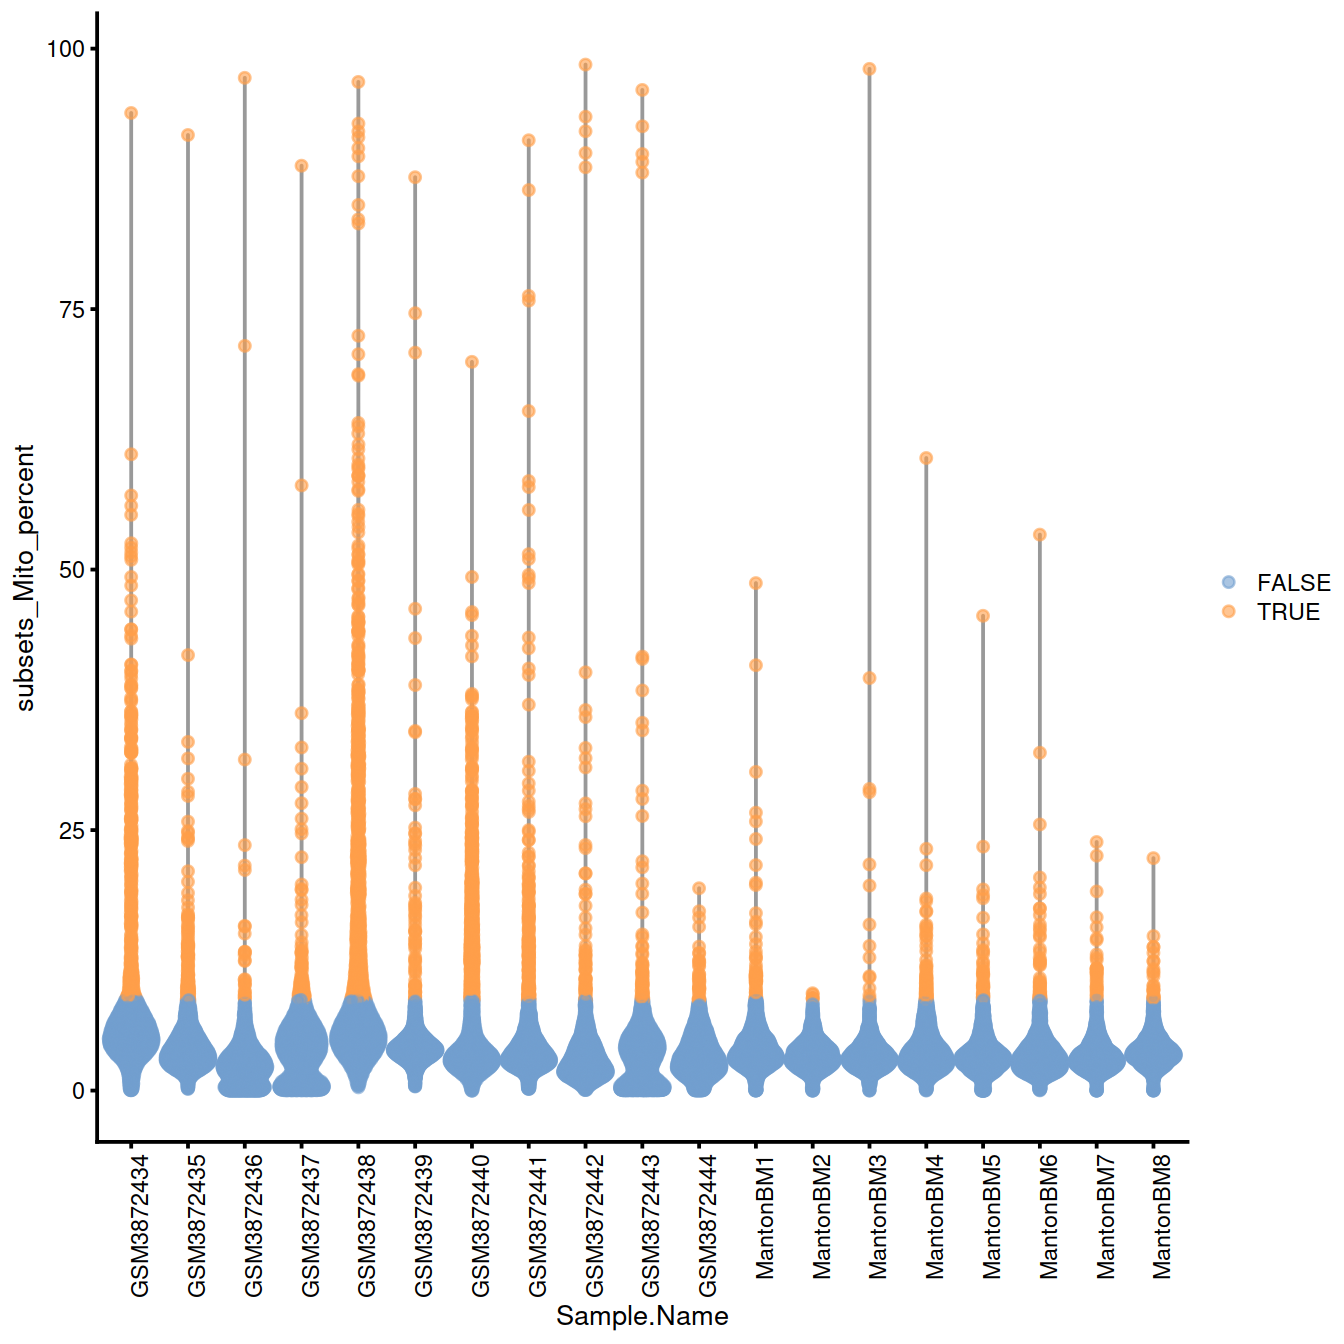 100
75
50
25
0
subsets_Mito_percent
GSM3872434
GSM3872435
GSM3872436
GSM3872437
GSM3872438
GSM3872439
GSM3872440
GSM3872441
GSM3872442
GSM3872443
GSM3872444
MantonBM1
MantonBM2
MantonBM3
MantonBM4
MantonBM5
MantonBM6
MantonBM7
MantonBM8
Sample.Name
FALSE
TRUE